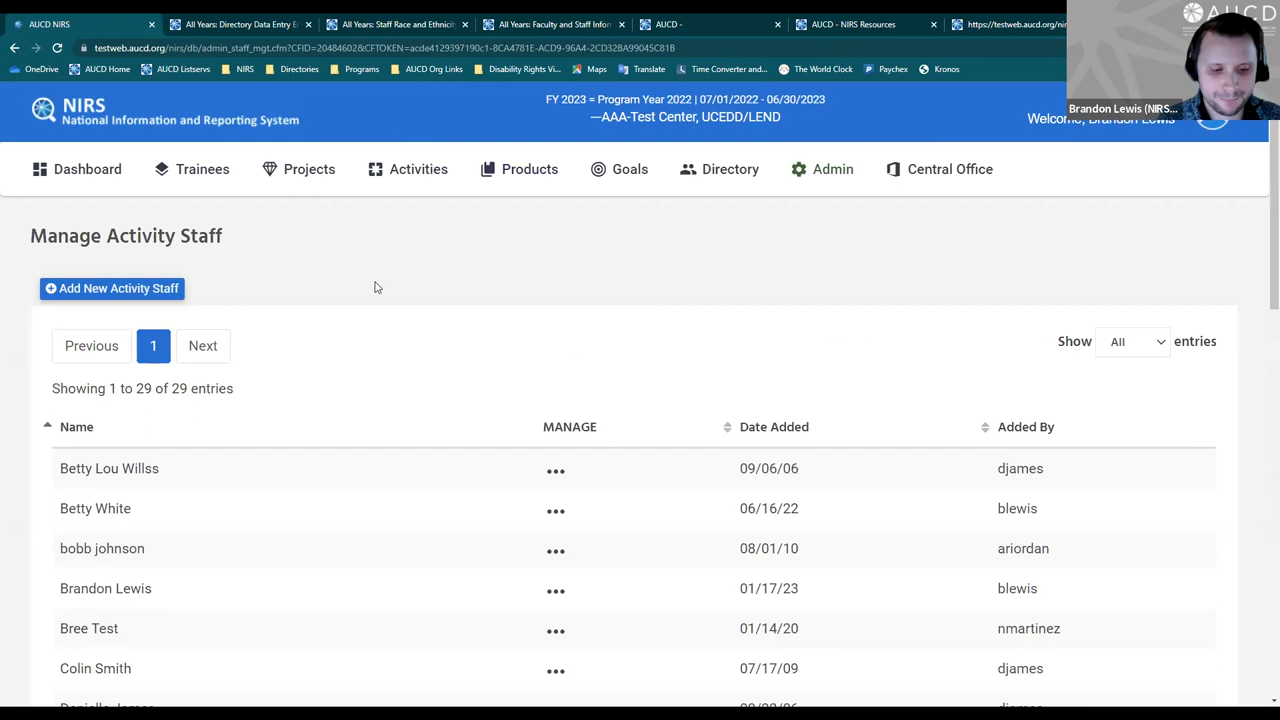 AUCD NIRS
All Years: Directory Data Entry E
All Years: Staff Race and Ethnicit
All Years: Faculty and Staff Infor
AUCD -
AUCD - NIRS Resources
https://testweb.aucd.org/nir
AUCD
testweb.aucd.org/nirs/db/admin_staff_mgt.cfm?CFID=20484602&CFTOKEN=acde4129397190c1-8CA4781E-ACD9-96A4-2CD32BA99045C81B
OneDrive
AUCD Home
AUCD Listservs
NIRS
Directories
Programs
AUCD Org Links
Disability Rights Vi...
Maps
Translate
Time Converter and...
The World Clock
Paychex
Kronos
Brandon Lewis (NIRS...
NIRS
National Information and Reporting System
FY 2023 = Program Year 2022 | 07/01/2022 - 06/30/2023
—AAA-Test Center, UCEDD/LEND
Welcome, Brandon Lewis
Dashboard
Trainees
Projects
Activities
Products
Goals
Directory
Admin
Central Office
Manage Activity Staff
Add New Activity Staff
Previous 1 Next
Show All entries
Showing 1 to 29 of 29 entries
Name MANAGE Date Added Added By
Betty Lou Willss ••• 09/06/06 djames
Betty White ••• 06/16/22 blewis
bobb johnson ••• 08/01/10 ariordan
Brandon Lewis ••• 01/17/23 blewis
Bree Test ••• 01/14/20 nmartinez
Colin Smith ••• 07/17/09 djames